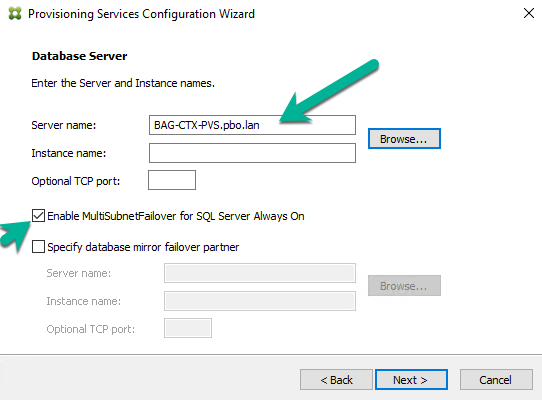 Provisioning Services Configuration Wizard
Database Server
Enter the Server and Instance names.
Server name: BAG-CTX-PVS.pbo.lan
Browse...
Instance name:
Optional TCP port:
Enable MultiSubnetFailover for SQL Server Always On
Specify database mirror failover partner
Server name:
Browse...
Instance name:
Optional TCP port:
< Back Next > Cancel